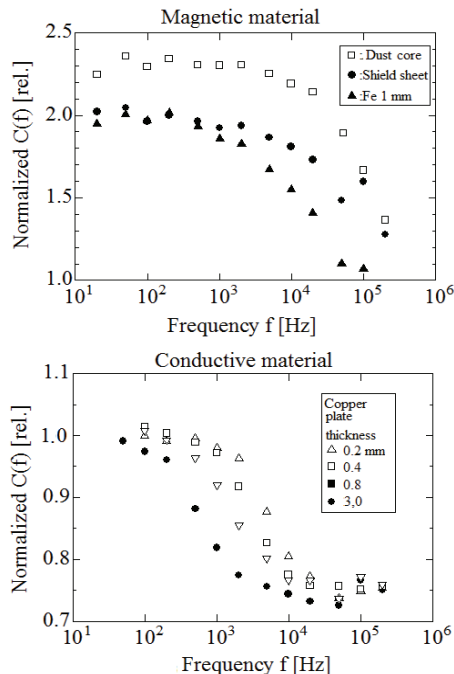 Magnetic material
2.5
2.0
1.5
1.0
Normalized C(f) [rel.]
□ : Dust core
● :Shield sheet
▲ :Fe 1 mm
10¹ 10² 10³ 10⁴ 10⁵ 10⁶
Frequency f [Hz]
Conductive material
1.1
1.0
0.9
0.8
0.7
Normalized C(f) [rel.]
Copper
plate
thickness
△ 0.2 mm
□ 0.4
■ 0.8
● 3,0
10¹ 10² 10³ 10⁴ 10⁵ 10⁶
Frequency f [Hz]